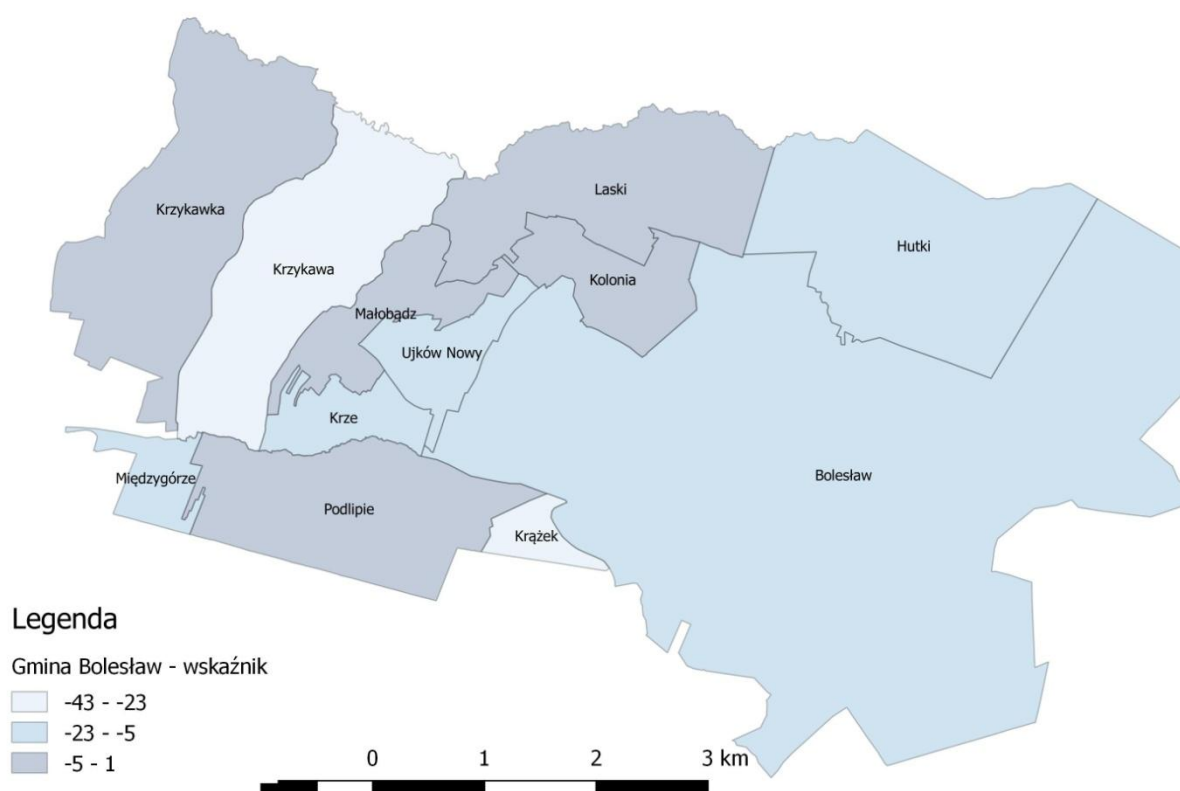 Laski
Krzykawka
Hutki
Krzykawa
Kolonia
Małobądz
Ujków Nowy
Krze
Międzygórze
Bolesław
Podlipie
Krążek
Legenda
Gmina Bolesław - wskaźnik
-43 - -23
-23 - -5
-5 - 1
0 1 2 3 km